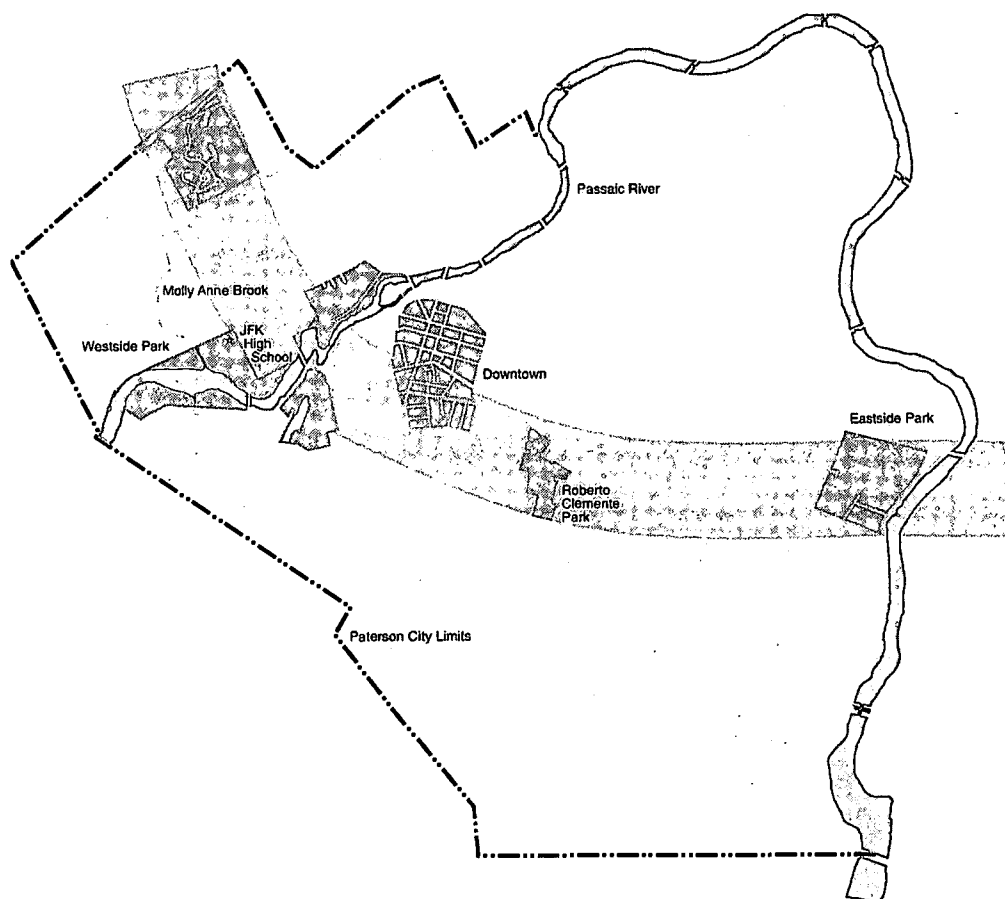 Passaic River
Molly Anne Brook
JFK
High
School
Westside Park
Downtown
Eastside Park
Roberto
Clemente
Park
Paterson City Limits